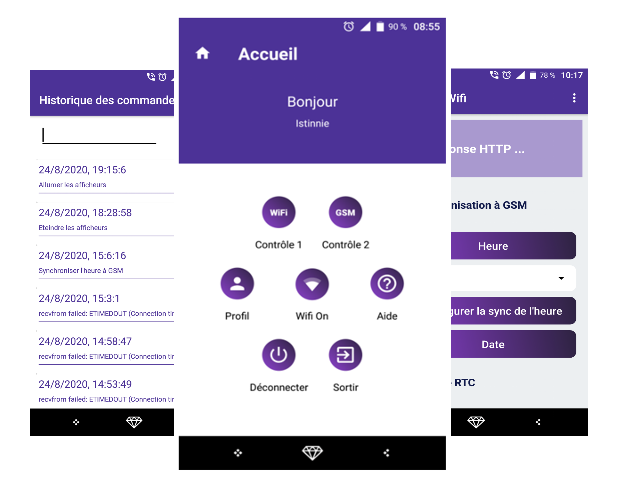 Historique des commande
24/8/2020, 19:15:6
Allumer les afficheurs
24/8/2020, 18:28:58
Eteindre les afficheurs
24/8/2020, 15:6:16
Synchroniser l'heure à GSM
24/8/2020, 15:3:1
recvfrom failed: ETIMEDOUT (Connection tir
24/8/2020, 14:58:47
recvfrom failed: ETIMEDOUT (Connection tir
24/8/2020, 14:53:49
recvfrom failed: ETIMEDOUT (Connection tir
90 % 08:55
Accueil
Bonjour
Istinnie
WiFi
GSM
Contrôle 1
Contrôle 2
Profil
Wifi On
Aide
Déconnecter
Sortir
78 % 10:17
Wifi
onse HTTP ...
nisation à GSM
Heure
gurer la sync de l'heure
Date
RTC